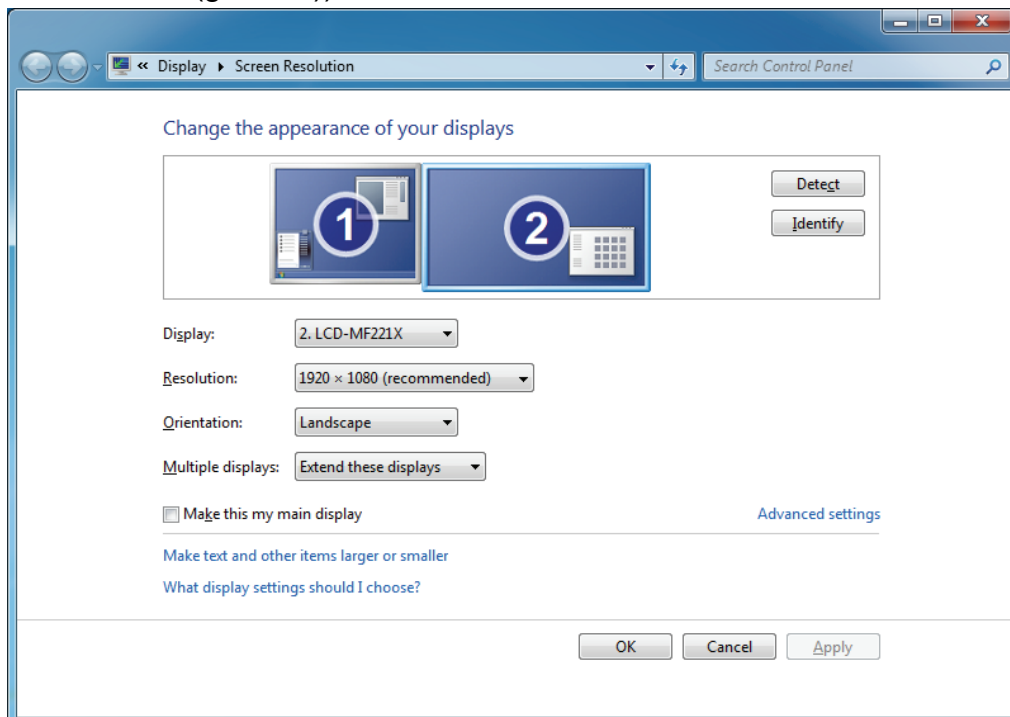 « Display ▸ Screen Resolution Search Control Panel
Change the appearance of your displays
1 2
Detect
Identify
Display: 2. LCD-MF221X
Resolution: 1920 × 1080 (recommended)
Orientation: Landscape
Multiple displays: Extend these displays
Make this my main display Advanced settings
Make text and other items larger or smaller
What display settings should I choose?
OK Cancel Apply